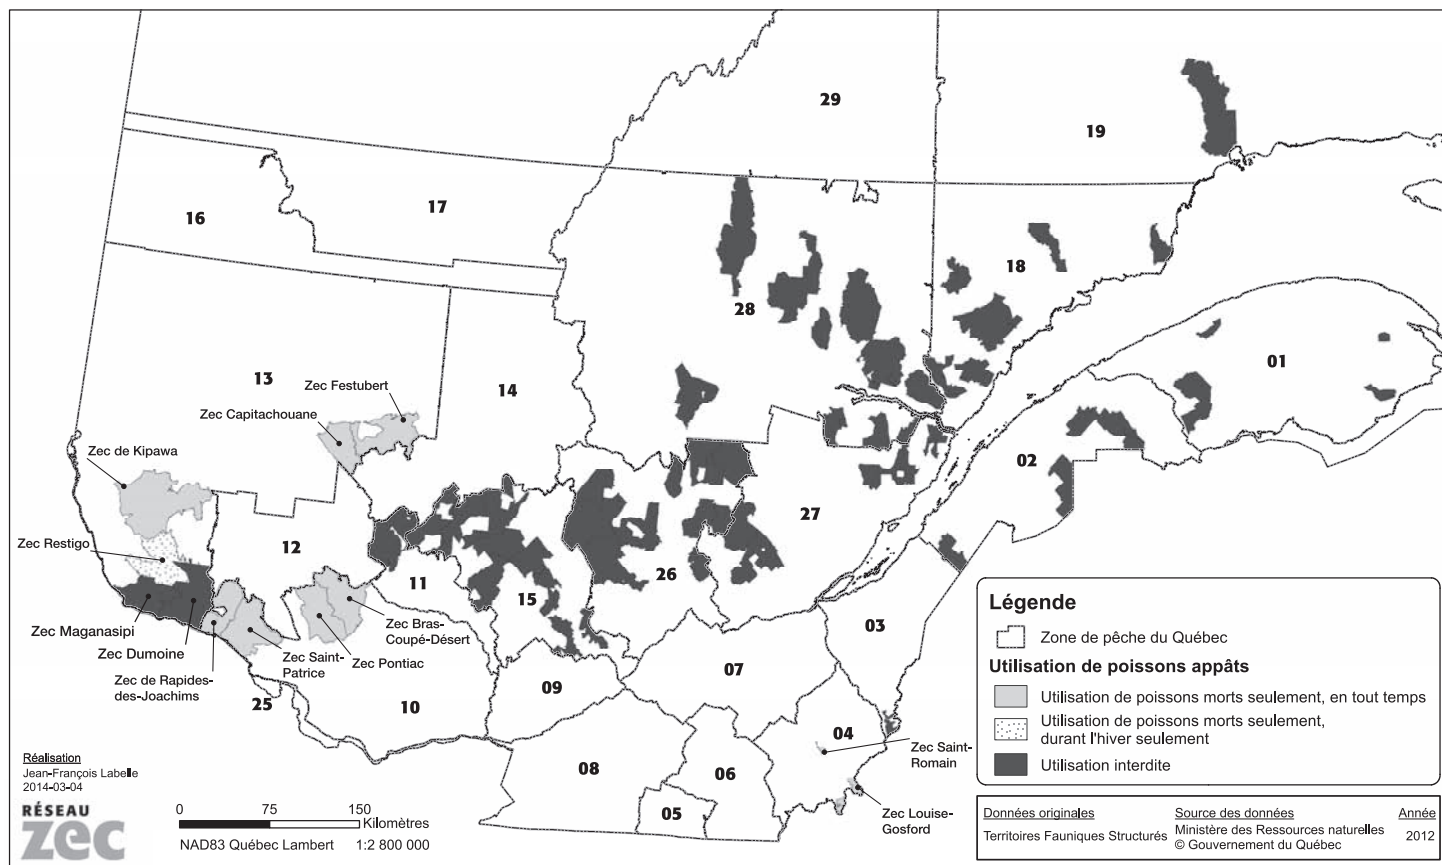 29
19
16
17
18
28
01
13
14
Zec Festubert
Zec Capitachouane
Zec de Kipawa
02
27
Zec Restigo
12
26
11
15
Zec Maganasipi
Zec Bras-
Coupé-Désert
Zec Dumoine
Zec Saint-
Patrice
Zec Pontiac
Zec de Rapides-
des-Joachims
03
07
09
25
10
04
Zec Saint-
Romain
08
06
05
Zec Louise-
Gosford
Légende
Zone de pêche du Québec
Utilisation de poissons appâts
Utilisation de poissons morts seulement, en tout temps
Utilisation de poissons morts seulement,
durant l'hiver seulement
Utilisation interdite
Réalisation
Jean-François Labelle
2014-03-04
RÉSEAU
zec
0 75 150
Kilomètres
NAD83 Québec Lambert 1:2 800 000
Données originales Source des données Année
Territoires Fauniques Structurés Ministère des Ressources naturelles 2012
© Gouvernement du Québec